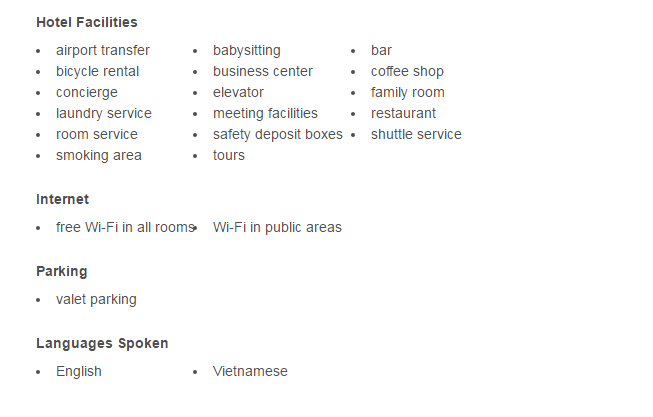 Hotel Facilities
• airport transfer • babysitting • bar
• bicycle rental • business center • coffee shop
• concierge • elevator • family room
• laundry service • meeting facilities • restaurant
• room service • safety deposit boxes • shuttle service
• smoking area • tours
Internet
• free Wi-Fi in all rooms • Wi-Fi in public areas
Parking
• valet parking
Languages Spoken
• English • Vietnamese